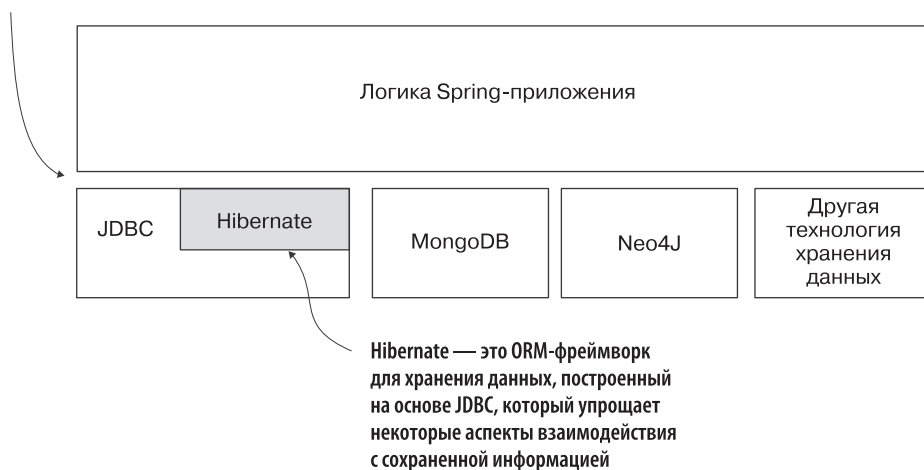 Логика Spring-приложения
JDBC
Hibernate
MongoDB
Neo4J
Другая
технология
хранения
данных
Hibernate — это ORM-фреймворк
для хранения данных, построенный
на основе JDBC, который упрощает
некоторые аспекты взаимодействия
с сохраненной информацией